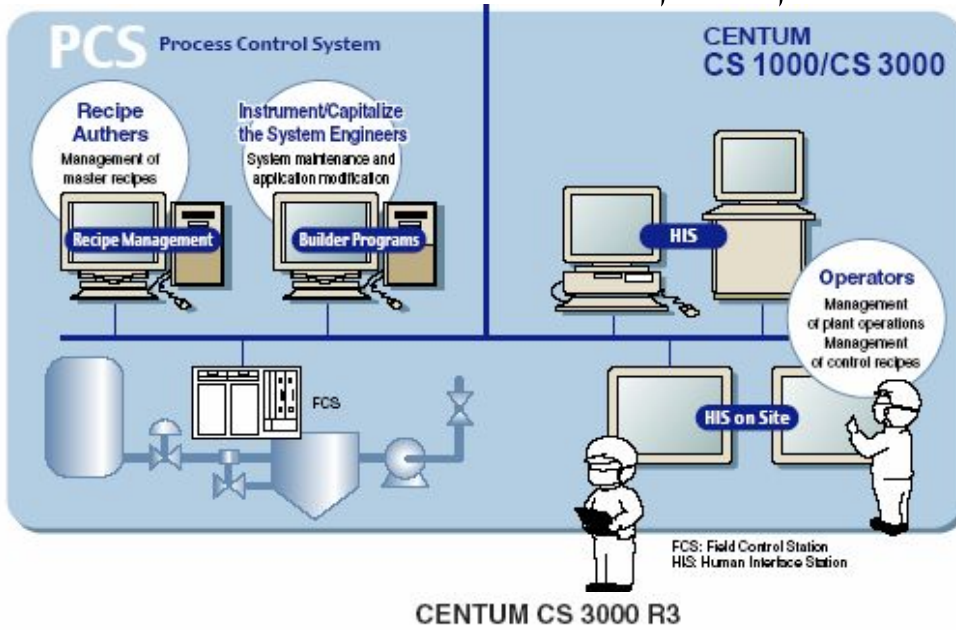 PCS Process Control System
CENTUM
CS 1000/CS 3000
Recipe
Authers
Management of
master recipes
Instrument/Capitalize
the System Engineers
System maintenance and
application modification
Recipe Management
Builder Programs
HIS
Operators
Management
of plant operations
Management
of control recipes
FCS
HIS on Site
FCS: Field Control Station
HIS: Human Interface Station
CENTUM CS 3000 R3